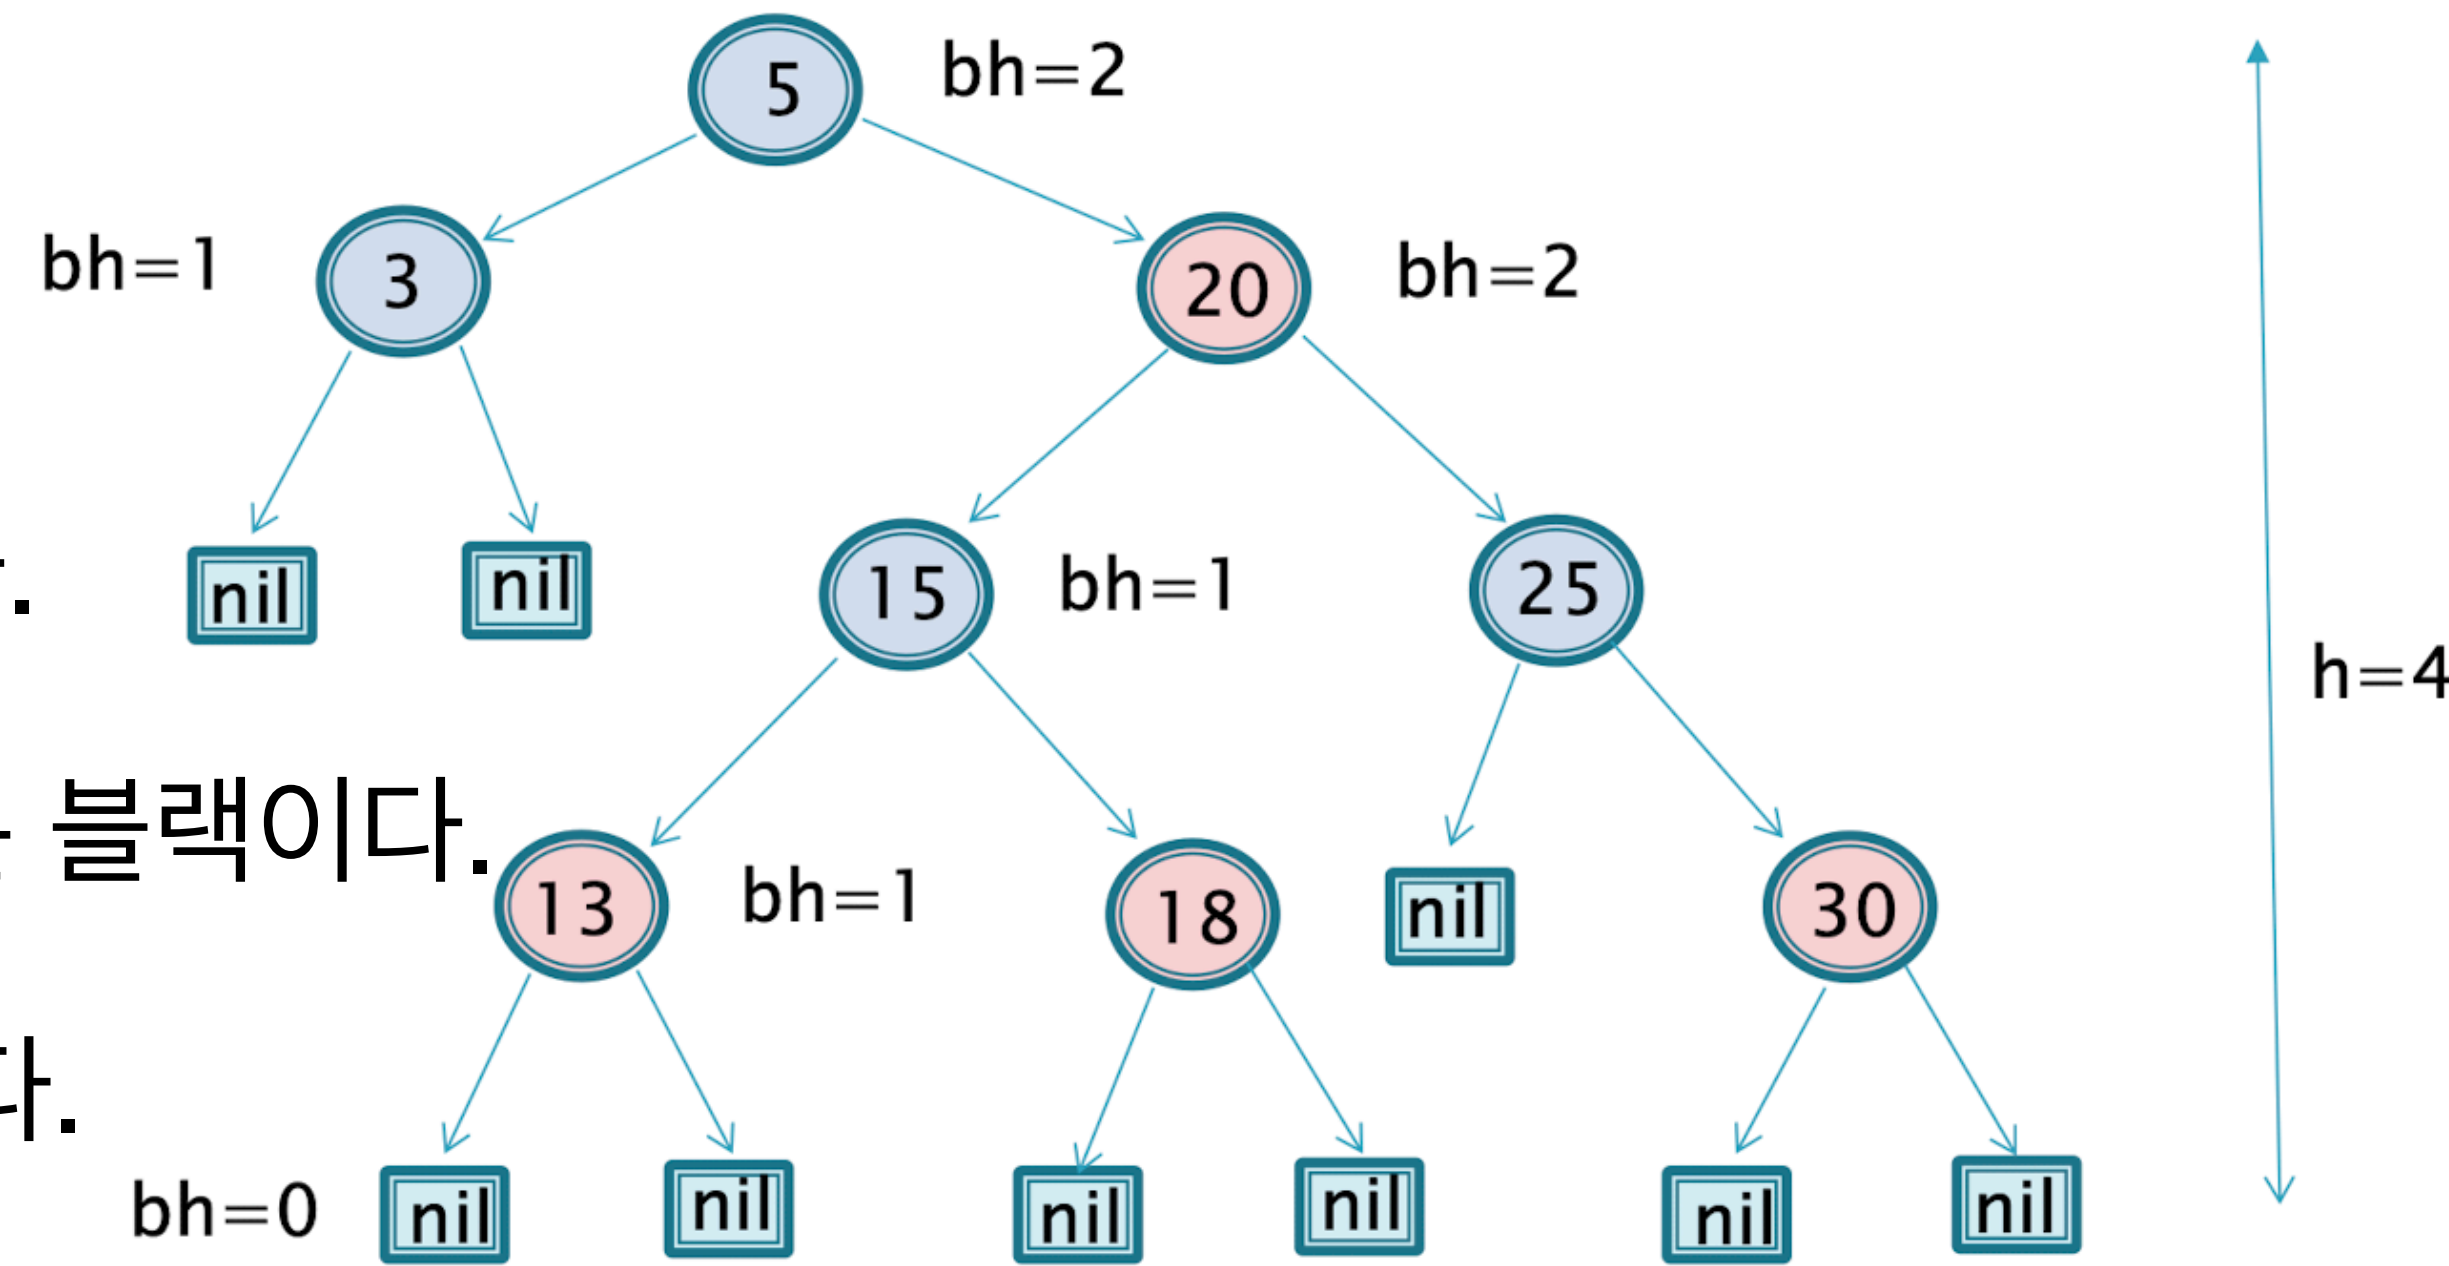 5 bh=2
bh=1 3 20 bh=2
nil nil 15 bh=1 25
h=4
블랙이다.
13 bh=1 18 nil 30
bh=0 nil nil nil nil nil nil